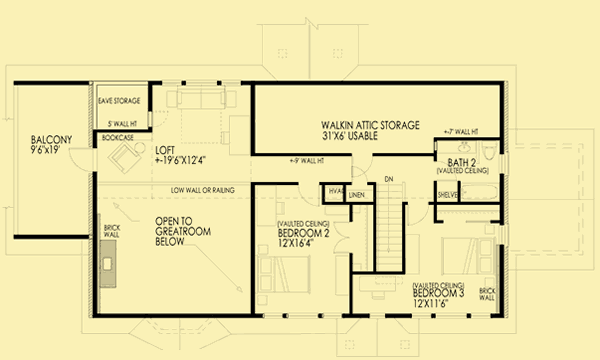 EAVE STORAGE
5' WALL HT
BOOKCASE
BALCONY
9'6"x19'
LOFT
+-19'6"X12'4"
WALKIN ATTIC STORAGE
31'X6' USABLE
+-7' WALL HT
+-9' WALL HT
BATH 2
[VAULTED CEILING]
DN
LOW WALL OR RAILING
HVAC
LINEN
SHELVES
OPEN TO
GREATROOM
BELOW
BRICK
WALL
[VAULTED CEILING]
BEDROOM 2
12'X16'4"
[VAULTED CEILING]
BEDROOM 3
12'X11'6"
BRICK
WALL